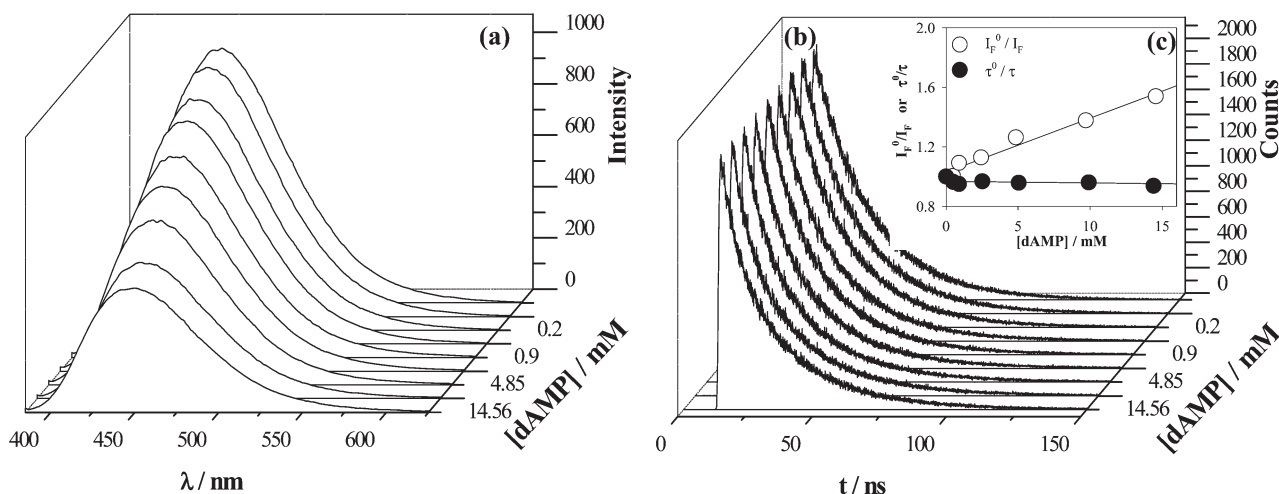 (a)
1000
800
600
400
200
0
Intensity
0.2
0.9
4.85
14.56
[dAMP] / mM
400 450 500 550 600
λ / nm
(b)
2000
1800
1600
1400
1200
1000
800
600
400
200
0
Counts
0.2
0.9
4.85
14.56
[dAMP] / mM
0 50 100 150
t / ns
(c)
I_F^0 / I_F
τ^0 / τ
2.0
1.6
1.2
0.8
I_F^0/I_F or τ^0/τ
0 5 10 15
[dAMP] / mM